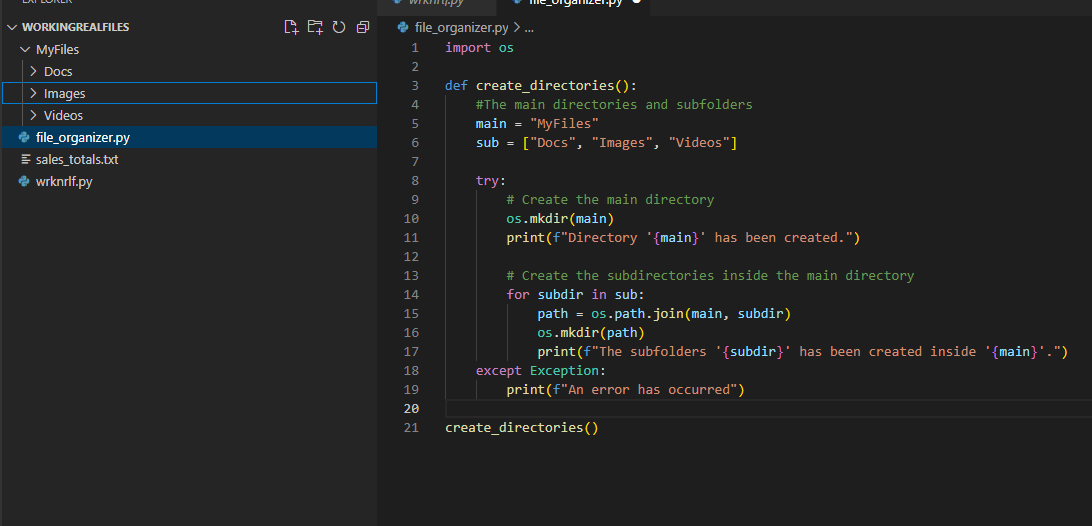 EXPLORER
WORKINGREALFILES
MyFiles
Docs
Images
Videos
file_organizer.py
sales_totals.txt
wrknrlf.py
wrknrlf.py
file_organizer.py
file_organizer.py > ...
1 import os
2
3 def create_directories():
4 #The main directories and subfolders
5 main = "MyFiles"
6 sub = ["Docs", "Images", "Videos"]
7
8 try:
9 # Create the main directory
10 os.mkdir(main)
11 print(f"Directory '{main}' has been created.")
12
13 # Create the subdirectories inside the main directory
14 for subdir in sub:
15 path = os.path.join(main, subdir)
16 os.mkdir(path)
17 print(f"The subfolders '{subdir}' has been created inside '{main}'.")
18 except Exception:
19 print(f"An error has occurred")
20
21 create_directories()